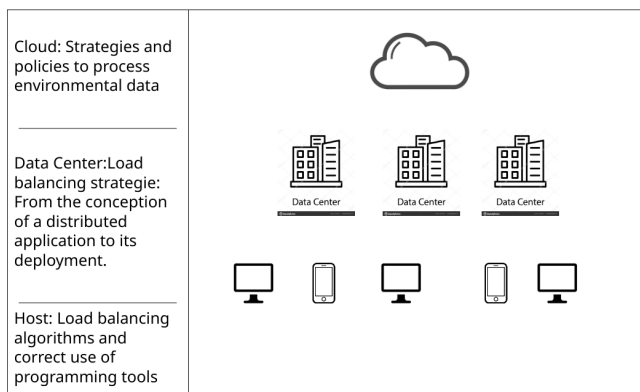 Cloud: Strategies and
policies to process
environmental data
Data Center:Load
balancing strategie:
From the conception
of a distributed
application to its
deployment.
Host: Load balancing
algorithms and
correct use of
programming tools
Data Center
Data Center
Data Center